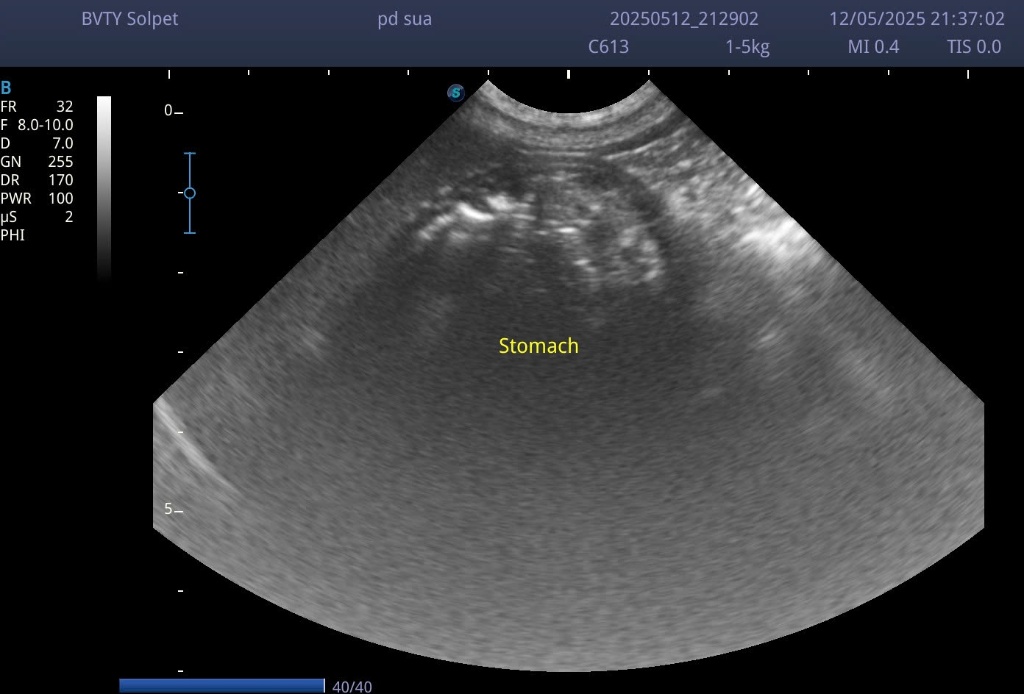 BVTY Solpet pd sua 20250512_212902 12/05/2025 21:37:02
C613 1-5kg MI 0.4 TIS 0.0
B
FR 32
F 8.0-10.0
D 7.0
GN 255
DR 170
PWR 100
µS 2
PHI
S
0
5
Stomach
40/40